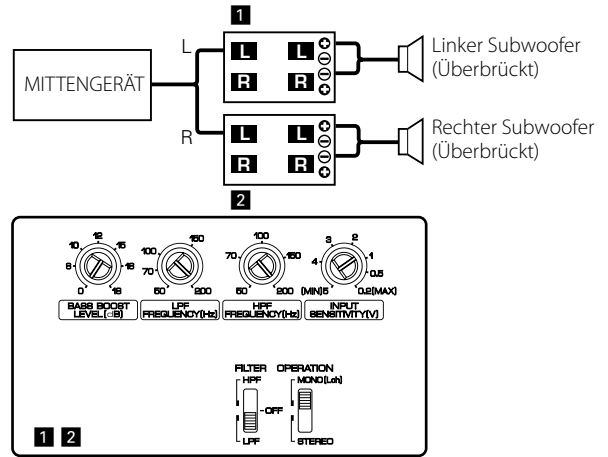 1
L
L L
R R
Linker Subwoofer
(Überbrückt)
MITTENGERÄT
R
L L
R R
Rechter Subwoofer
(Überbrückt)
2
12
10 15
6 18
0 18
BASS BOOST
LEVEL(dB)
150
100
70
50 200
LPF
FREQUENCY(Hz)
100
70 150
50 200
HPF
FREQUENCY(Hz)
3 2
4 1
0.5
(MIN)5 0.2(MAX)
INPUT
SENSITIVITY(V)
FILTER OPERATION
HPF MONO(Lch)
OFF
LPF STEREO
1 2